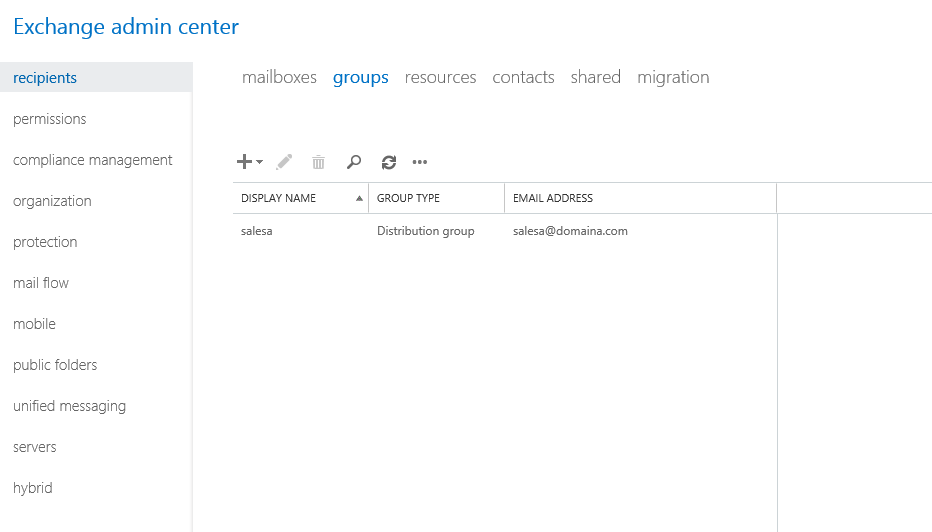 Exchange admin center
recipients
permissions
compliance management
organization
protection
mail flow
mobile
public folders
unified messaging
servers
hybrid
mailboxes groups resources contacts shared migration
DISPLAY NAME GROUP TYPE EMAIL ADDRESS
salesa Distribution group salesa@domaina.com